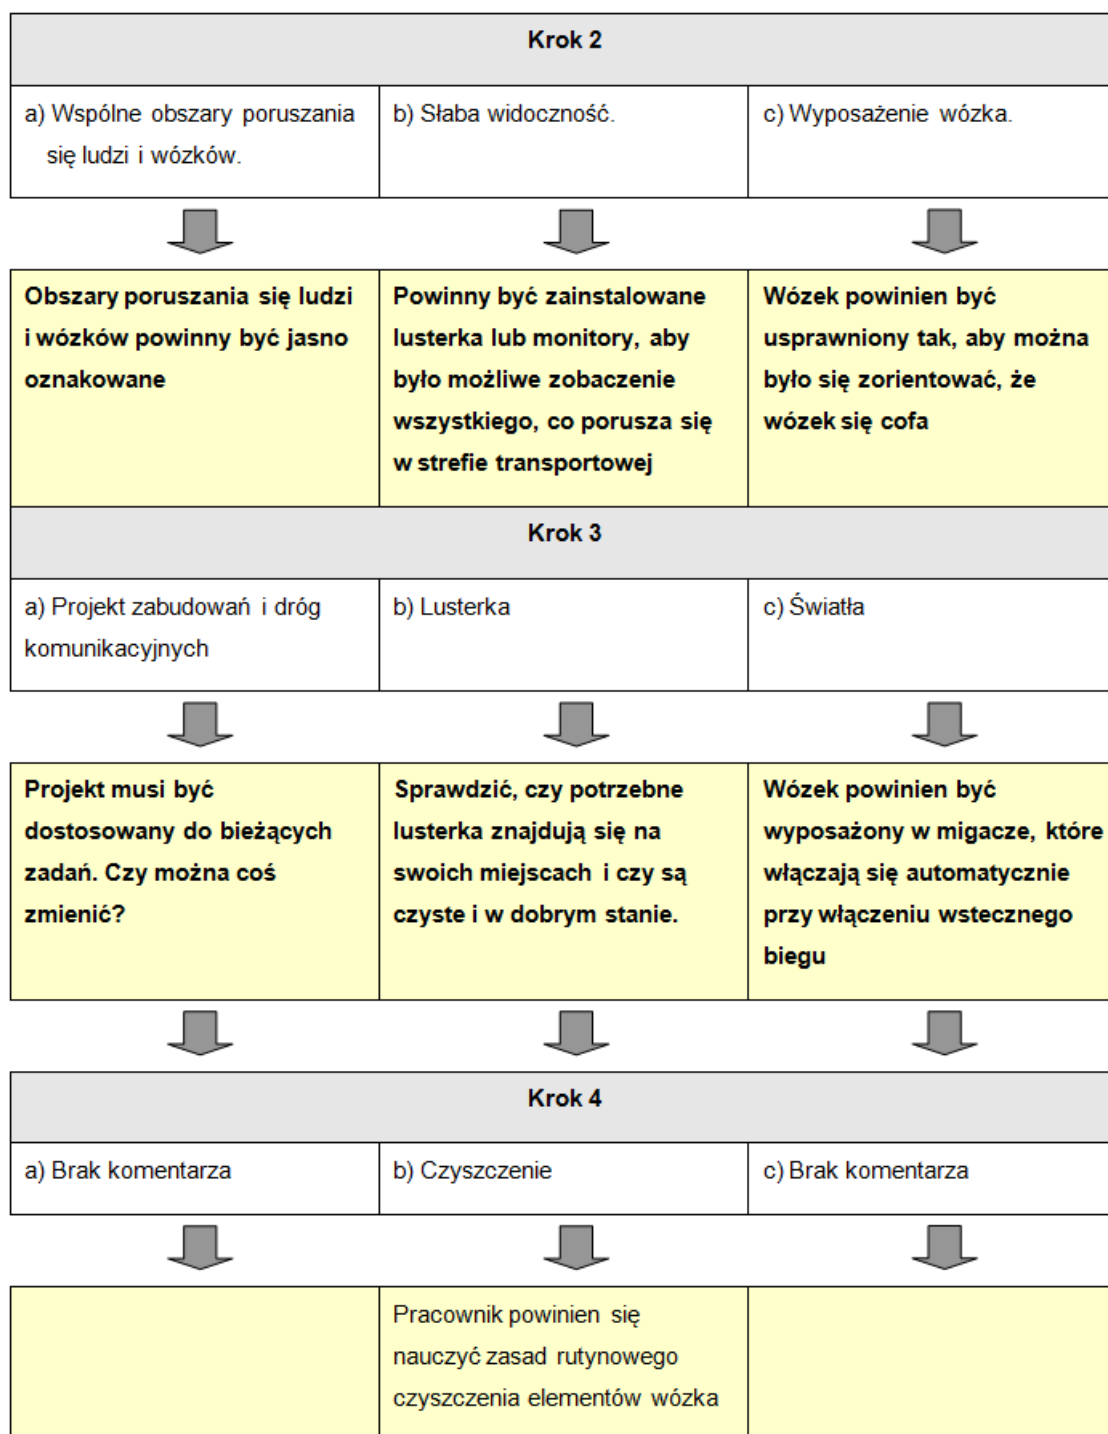 Krok 2
a) Wspólne obszary poruszania
się ludzi i wózków.
b) Słaba widoczność.
c) Wyposażenie wózka.
Obszary poruszania się ludzi
i wózków powinny być jasno
oznakowane
Powinny być zainstalowane
lusterka lub monitory, aby
było możliwe zobaczenie
wszystkiego, co porusza się
w strefie transportowej
Wózek powinien być
usprawniony tak, aby można
było się zorientować, że
wózek się cofa
Krok 3
a) Projekt zabudowań i dróg
komunikacyjnych
b) Lusterka
c) Światła
Projekt musi być
dostosowany do bieżących
zadań. Czy można coś
zmienić?
Sprawdzić, czy potrzebne
lusterka znajdują się na
swoich miejscach i czy są
czyste i w dobrym stanie.
Wózek powinien być
wyposażony w migacze, które
włączają się automatycznie
przy włączeniu wstecznego
biegu
Krok 4
a) Brak komentarza
b) Czyszczenie
c) Brak komentarza
Pracownik powinien się
nauczyć zasad rutynowego
czyszczenia elementów wózka